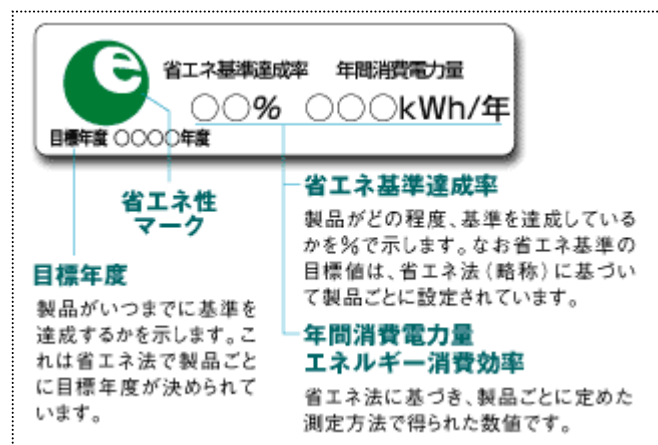 e
省エネ基準達成率 年間消費電力量
○○% ○○○kWh/年
目標年度 ○○○○年度
省エネ性
マーク
目標年度
製品がいつまでに基準を
達成するかを示します。こ
れは省エネ法で製品ごと
に目標年度が決められて
います。
省エネ基準達成率
製品がどの程度、基準を達成している
かを%で示します。なお省エネ基準の
目標値は、省エネ法(略称)に基づい
て製品ごとに設定されています。
年間消費電力量
エネルギー消費効率
省エネ法に基づき、製品ごとに定めた
測定方法で得られた数値です。